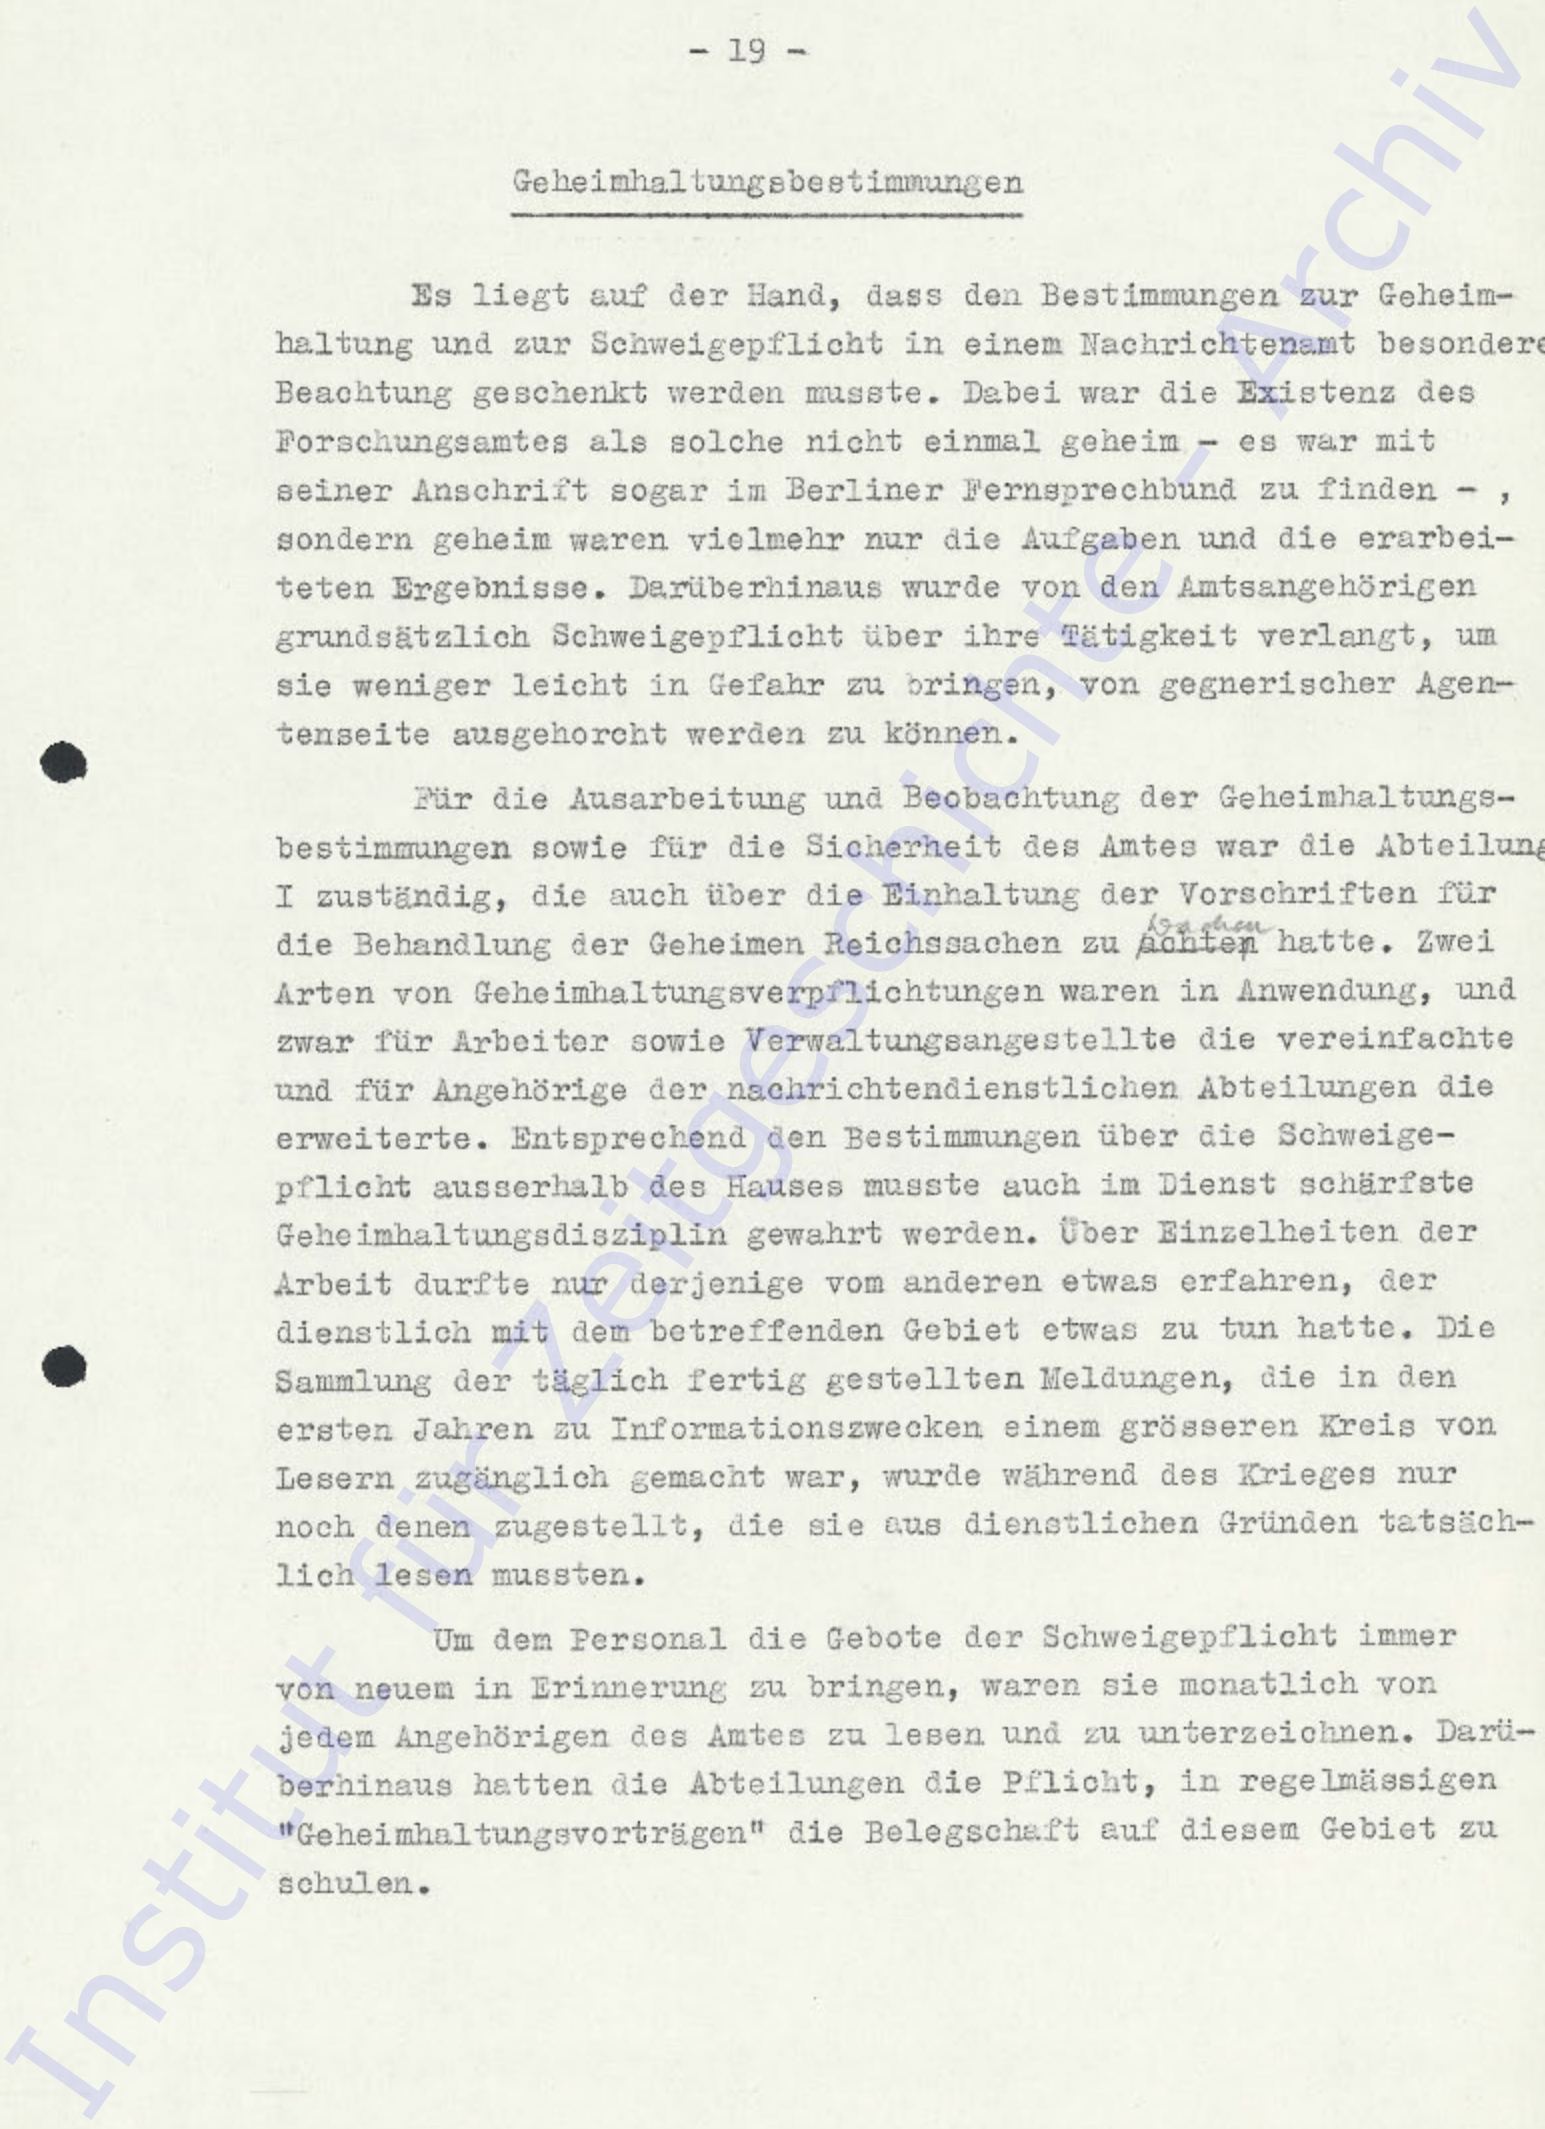 - 19 -
Geheimhaltungsbestimmungen
Es liegt auf der Hand, dass den Bestimmungen zur Geheim-
haltung und zur Schweigepflicht in einem Nachrichtenamt besondere
Beachtung geschenkt werden musste. Dabei war die Existenz des
Forschungsamtes als solche nicht einmal geheim - es war mit
seiner Anschrift sogar im Berliner Fernsprechbund zu finden - ,
sondern geheim waren vielmehr nur die Aufgaben und die erarbei-
teten Ergebnisse. Darüberhinaus wurde von den Amtsangehörigen
grundsätzlich Schweigepflicht über ihre Tätigkeit verlangt, um
sie weniger leicht in Gefahr zu bringen, von gegnerischer Agen-
tenseite ausgehorcht werden zu können.
Für die Ausarbeitung und Beobachtung der Geheimhaltungs-
bestimmungen sowie für die Sicherheit des Amtes war die Abteilung
I zuständig, die auch über die Einhaltung der Vorschriften für
wachen
die Behandlung der Geheimen Reichssachen zu achten hatte. Zwei
Arten von Geheimhaltungsverpflichtungen waren in Anwendung, und
zwar für Arbeiter sowie Verwaltungsangestellte die vereinfachte
und für Angehörige der nachrichtendienstlichen Abteilungen die
erweiterte. Entsprechend den Bestimmungen über die Schweige-
pflicht ausserhalb des Hauses musste auch im Dienst schärfste
Geheimhaltungsdisziplin gewahrt werden. Über Einzelheiten der
Arbeit durfte nur derjenige vom anderen etwas erfahren, der
dienstlich mit dem betreffenden Gebiet etwas zu tun hatte. Die
Sammlung der täglich fertig gestellten Meldungen, die in den
ersten Jahren zu Informationszwecken einem grösseren Kreis von
Lesern zugänglich gemacht war, wurde während des Krieges nur
noch denen zugestellt, die sie aus dienstlichen Gründen tatsäch-
lich lesen mussten.
Um dem Personal die Gebote der Schweigepflicht immer
von neuem in Erinnerung zu bringen, waren sie monatlich von
jedem Angehörigen des Amtes zu lesen und zu unterzeichnen. Darü-
berhinaus hatten die Abteilungen die Pflicht, in regelmässigen
"Geheimhaltungsvorträgen" die Belegschaft auf diesem Gebiet zu
schulen.
Institut für Zeitgeschichte - Archiv